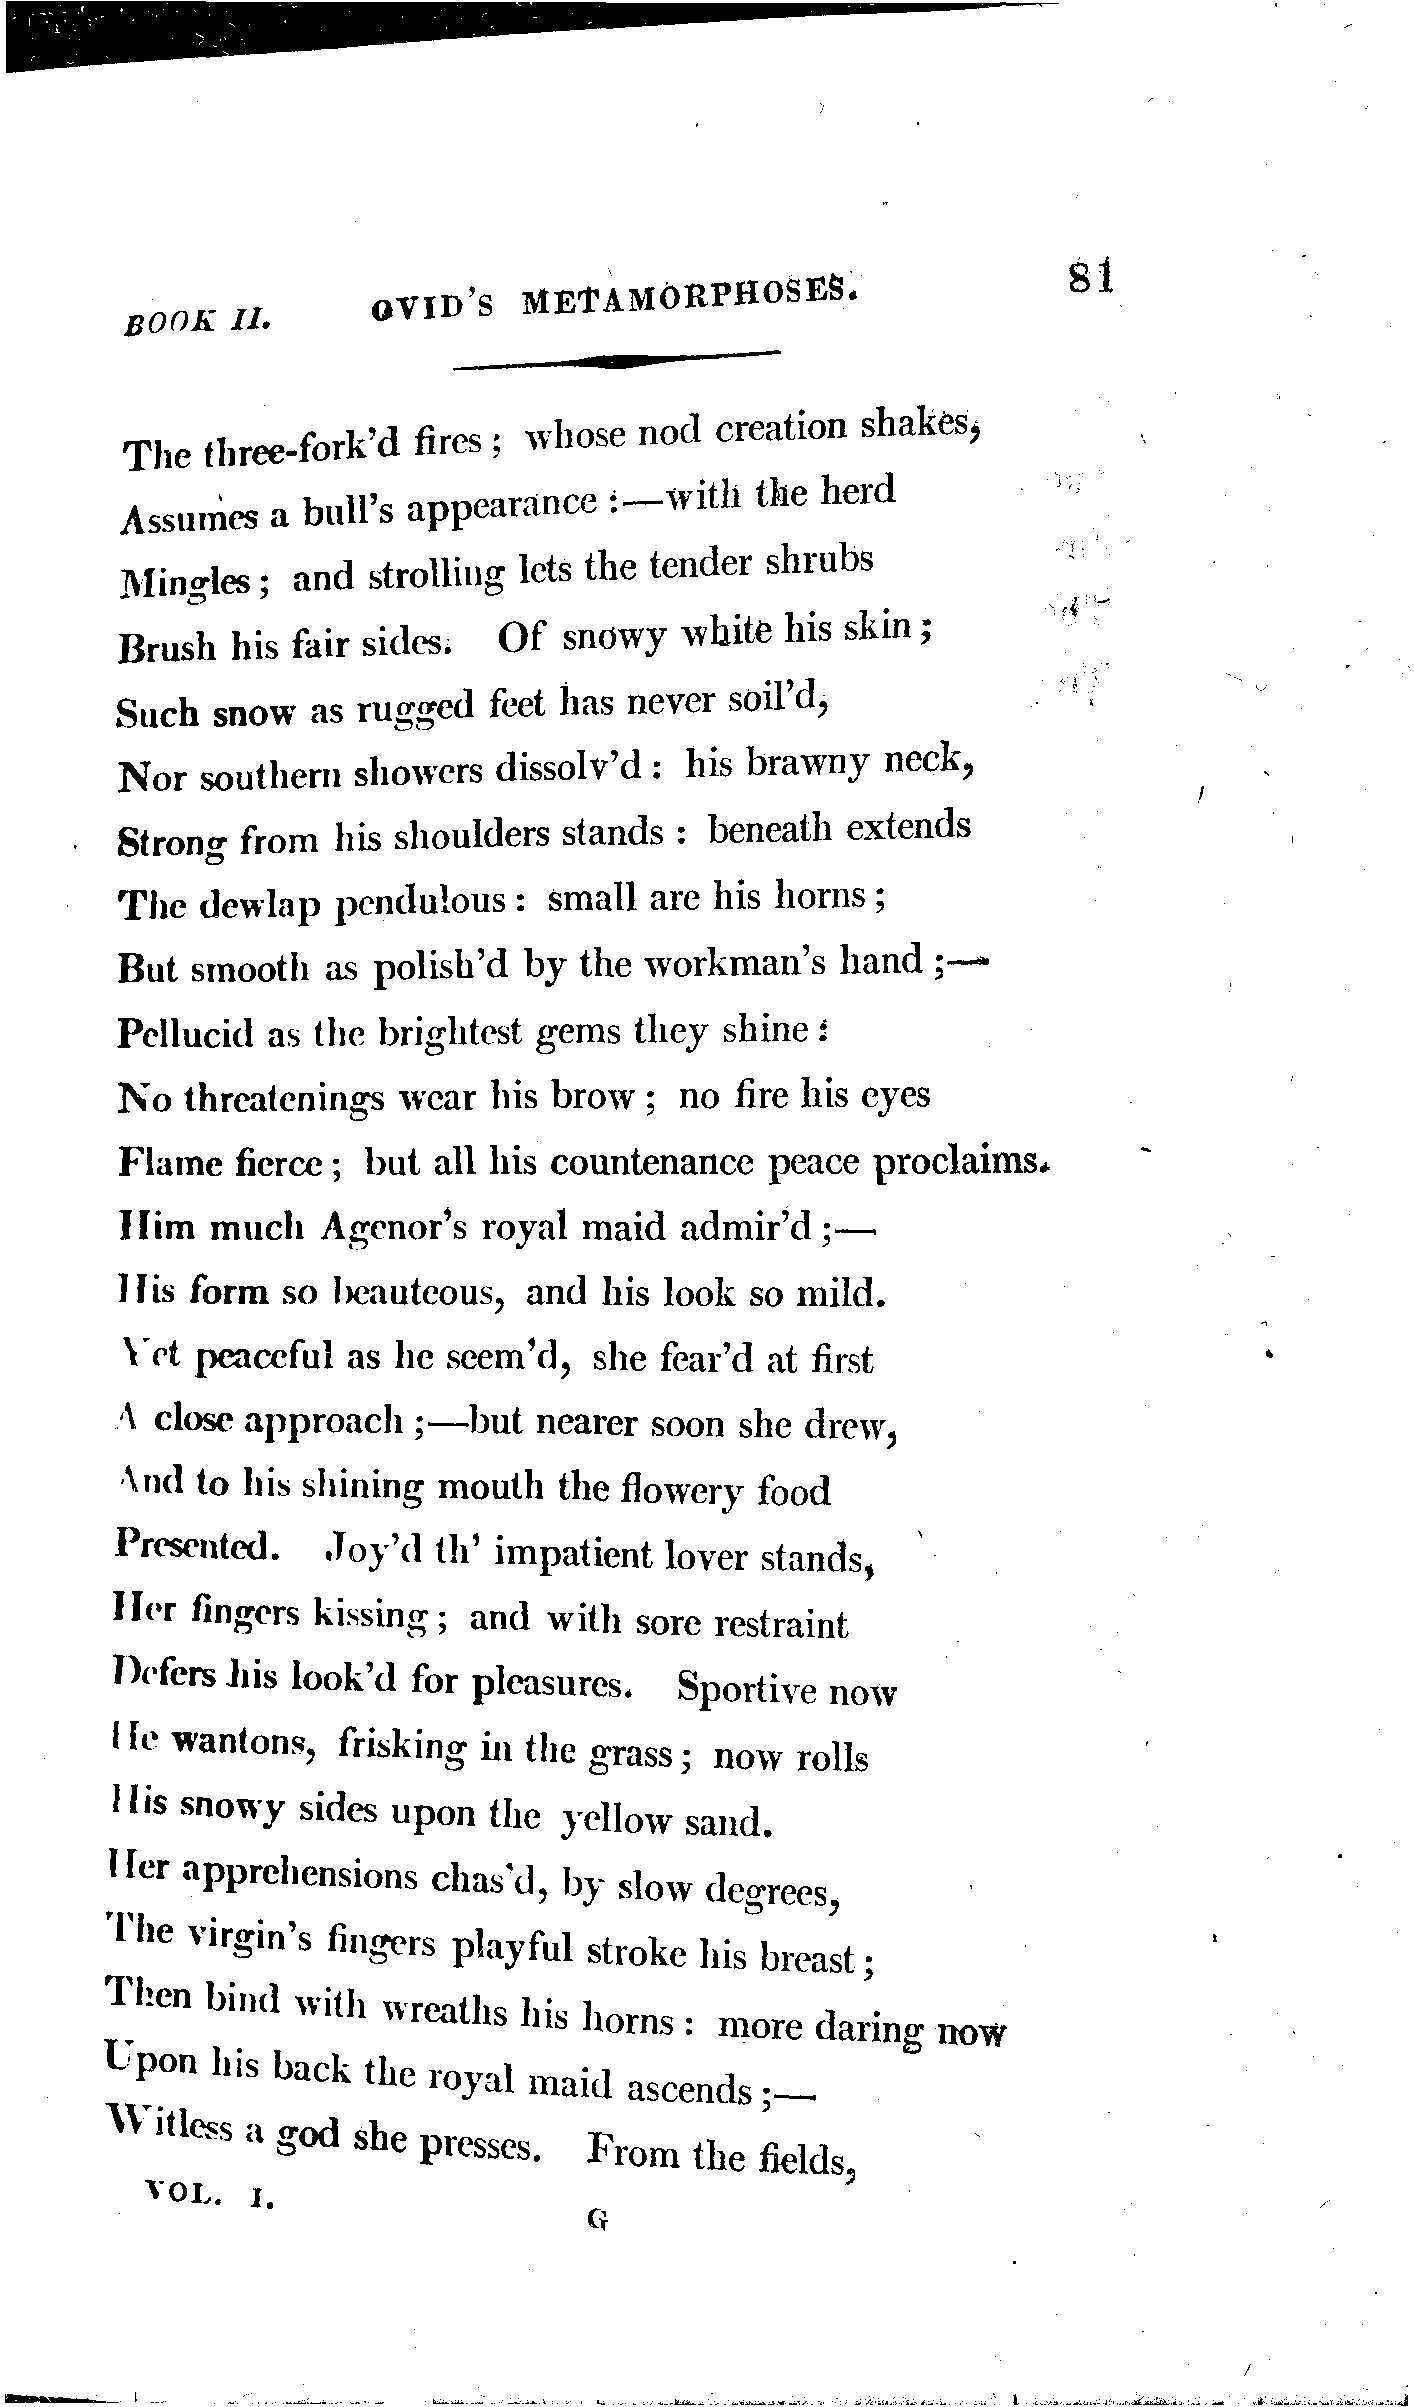 BOOK II. OVID'S METAMORPHOSES. 81
The three-fork'd fires; whose nod creation shakes,
Assumes a bull's appearance:—with the herd
Mingles; and strolling lets the tender shrubs
Brush his fair sides. Of snowy white his skin;
Such snow as rugged feet has never soil'd,
Nor southern showers dissolv'd: his brawny neck,
Strong from his shoulders stands: beneath extends
The dewlap pendulous: small are his horns;
But smooth as polish'd by the workman's hand;—
Pellucid as the brightest gems they shine:
No threatenings wear his brow; no fire his eyes
Flame fierce; but all his countenance peace proclaims.
Him much Agenor's royal maid admir'd;—
His form so beauteous, and his look so mild.
Yet peaceful as he seem'd, she fear'd at first
A close approach;—but nearer soon she drew,
And to his shining mouth the flowery food
Presented. Joy'd th' impatient lover stands,
Her fingers kissing; and with sore restraint
Defers his look'd for pleasures. Sportive now
He wantons, frisking in the grass; now rolls
His snowy sides upon the yellow sand.
Her apprehensions chas'd, by slow degrees,
The virgin's fingers playful stroke his breast;
Then bind with wreaths his horns: more daring now
Upon his back the royal maid ascends;—
Witless a god she presses. From the fields,
VOL. I.
G